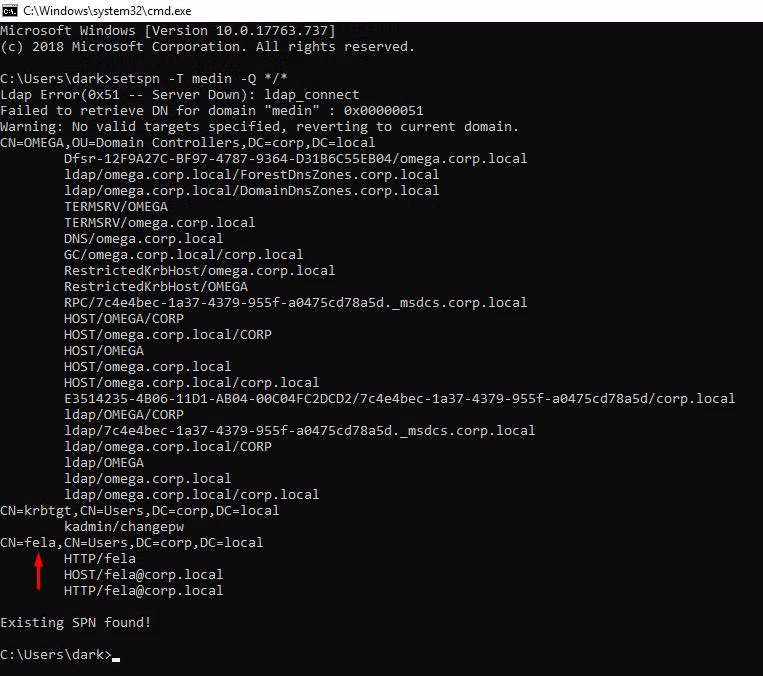 C:\Windows\system32\cmd.exe
Microsoft Windows [Version 10.0.17763.737]
(c) 2018 Microsoft Corporation. All rights reserved.
C:\Users\dark>setspn -T medin -Q */*
Ldap Error(0x51 -- Server Down): ldap_connect
Failed to retrieve DN for domain "medin" : 0x00000051
Warning: No valid targets specified, reverting to current domain.
CN=OMEGA,OU=Domain Controllers,DC=corp,DC=local
Dfsr-12F9A27C-BF97-4787-9364-D31B6C55EB04/omega.corp.local
ldap/omega.corp.local/ForestDnsZones.corp.local
ldap/omega.corp.local/DomainDnsZones.corp.local
TERMSRV/OMEGA
TERMSRV/omega.corp.local
DNS/omega.corp.local
GC/omega.corp.local/corp.local
RestrictedKrbHost/omega.corp.local
RestrictedKrbHost/OMEGA
RPC/7c4e4bec-1a37-4379-955f-a0475cd78a5d._msdcs.corp.local
HOST/OMEGA/CORP
HOST/omega.corp.local/CORP
HOST/OMEGA
HOST/omega.corp.local
HOST/omega.corp.local/corp.local
E3514235-4B06-11D1-AB04-00C04FC2DCD2/7c4e4bec-1a37-4379-955f-a0475cd78a5d/corp.local
ldap/OMEGA/CORP
ldap/7c4e4bec-1a37-4379-955f-a0475cd78a5d._msdcs.corp.local
ldap/omega.corp.local/CORP
ldap/OMEGA
ldap/omega.corp.local
ldap/omega.corp.local/corp.local
CN=krbtgt,CN=Users,DC=corp,DC=local
kadmin/changepw
CN=fela,CN=Users,DC=corp,DC=local
HTTP/fela
HOST/fela@corp.local
HTTP/fela@corp.local
Existing SPN found!
C:\Users\dark>